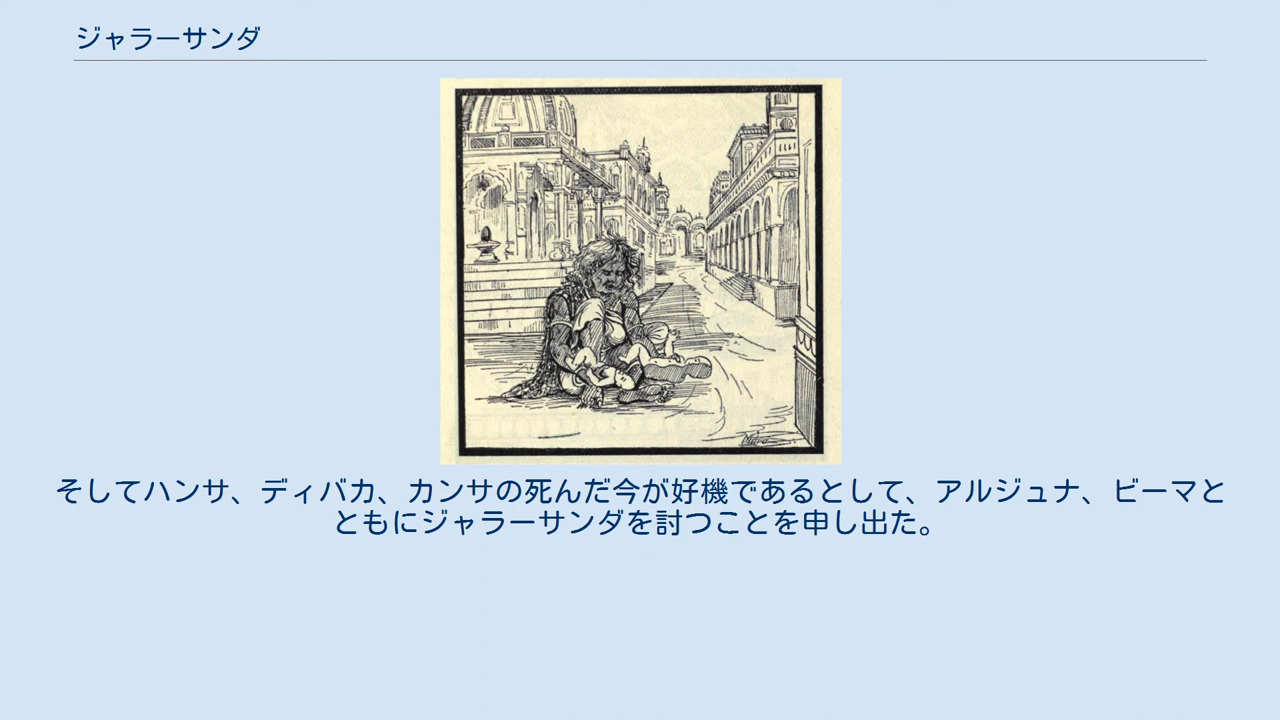 ジャラーサンダ
そしてハンサ、ディバカ、カンサの死んだ今が好機であるとして、アルジュナ、ビーマと
ともにジャラーサンダを討つことを申し出た。